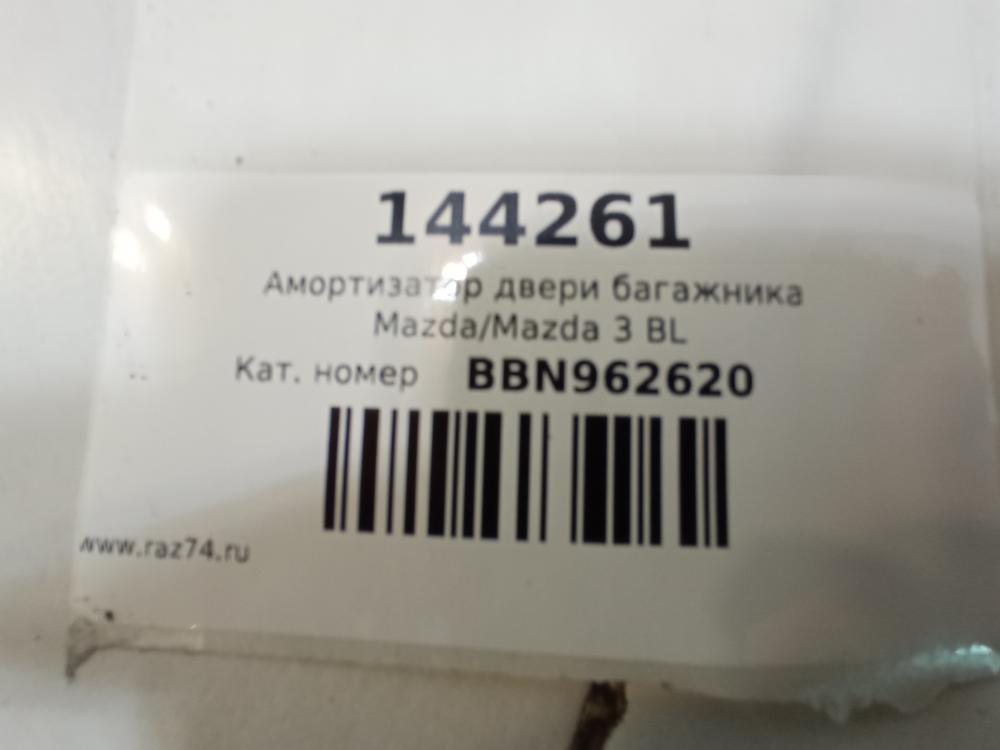 144261
Амортизатор двери багажника
Mazda/Mazda 3 BL
Кат. номер BBN962620
www.raz74.ru